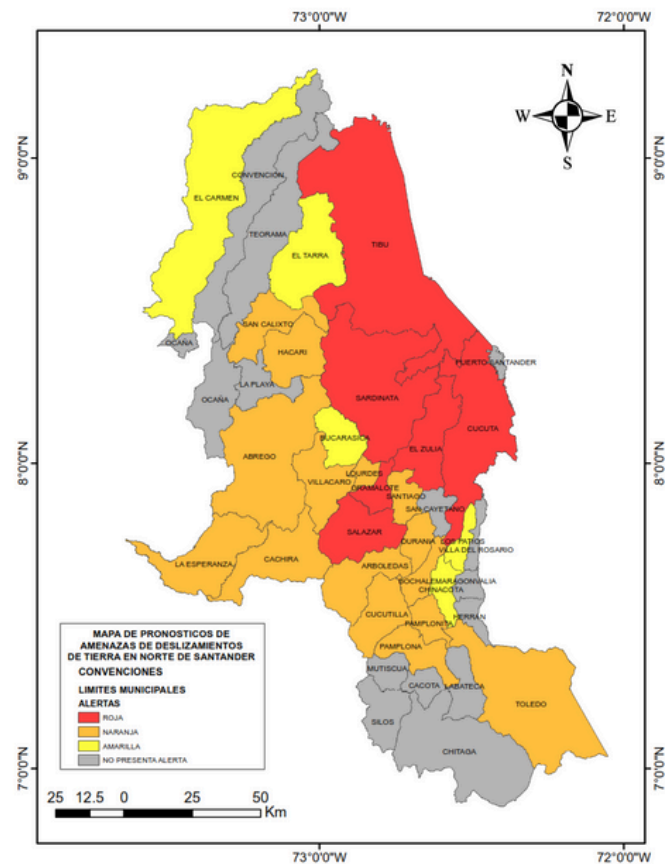 73°0'0"W 72°0'0"W
N
W E
S
9°0'0"N 9°0'0"N
CONVENCION
EL CARMEN
TEORAMA
TIBU
EL TARRA
SAN CALIXTO
OCAÑA
HACARI
PUERTO SANTANDER
LA PLAYA
OCAÑA
SARDINATA
CUCUTA
BUCARASICA
EL ZULIA
ABREGO
8°0'0"N 8°0'0"N
LOURDES
VILLACARO
GRAMALOTE
SANTIAGO
SAN CAYETANO
SALAZAR
DURANIA
LOS PATIOS
VILLA DEL ROSARIO
CACHIRA
LA ESPERANZA
ARBOLEDAS
BOCHALEMA
RAGONVALIA
CHINACOTA
CUCUTILLA
HERRAN
PAMPLONITA
PAMPLONA
MUTISCUA
CACOTA
LABATECA
TOLEDO
SILOS
CHITAGA
MAPA DE PRONOSTICOS DE
AMENAZAS DE DESLIZAMIENTOS
DE TIERRA EN NORTE DE SANTANDER
CONVENCIONES
LIMITES MUNICIPALES
ALERTAS
ROJA
NARANJA
AMARILLA
NO PRESENTA ALERTA
7°0'0"N 7°0'0"N
25 12.5 0 25 50
Km
73°0'0"W 72°0'0"W